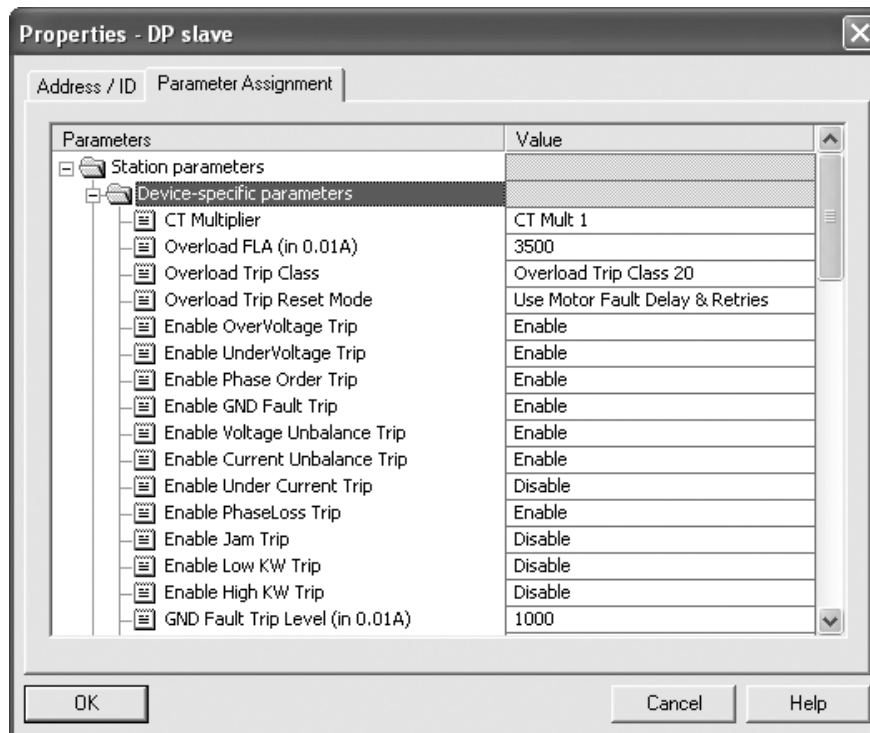 Properties - DP slave
Address / ID Parameter Assignment
Parameters Value
Station parameters
Device-specific parameters
CT Multiplier CT Mult 1
Overload FLA (in 0.01A) 3500
Overload Trip Class Overload Trip Class 20
Overload Trip Reset Mode Use Motor Fault Delay & Retries
Enable OverVoltage Trip Enable
Enable UnderVoltage Trip Enable
Enable Phase Order Trip Enable
Enable GND Fault Trip Enable
Enable Voltage Unbalance Trip Enable
Enable Current Unbalance Trip Enable
Enable Under Current Trip Disable
Enable PhaseLoss Trip Enable
Enable Jam Trip Disable
Enable Low KW Trip Disable
Enable High KW Trip Disable
GND Fault Trip Level (in 0.01A) 1000
OK Cancel Help